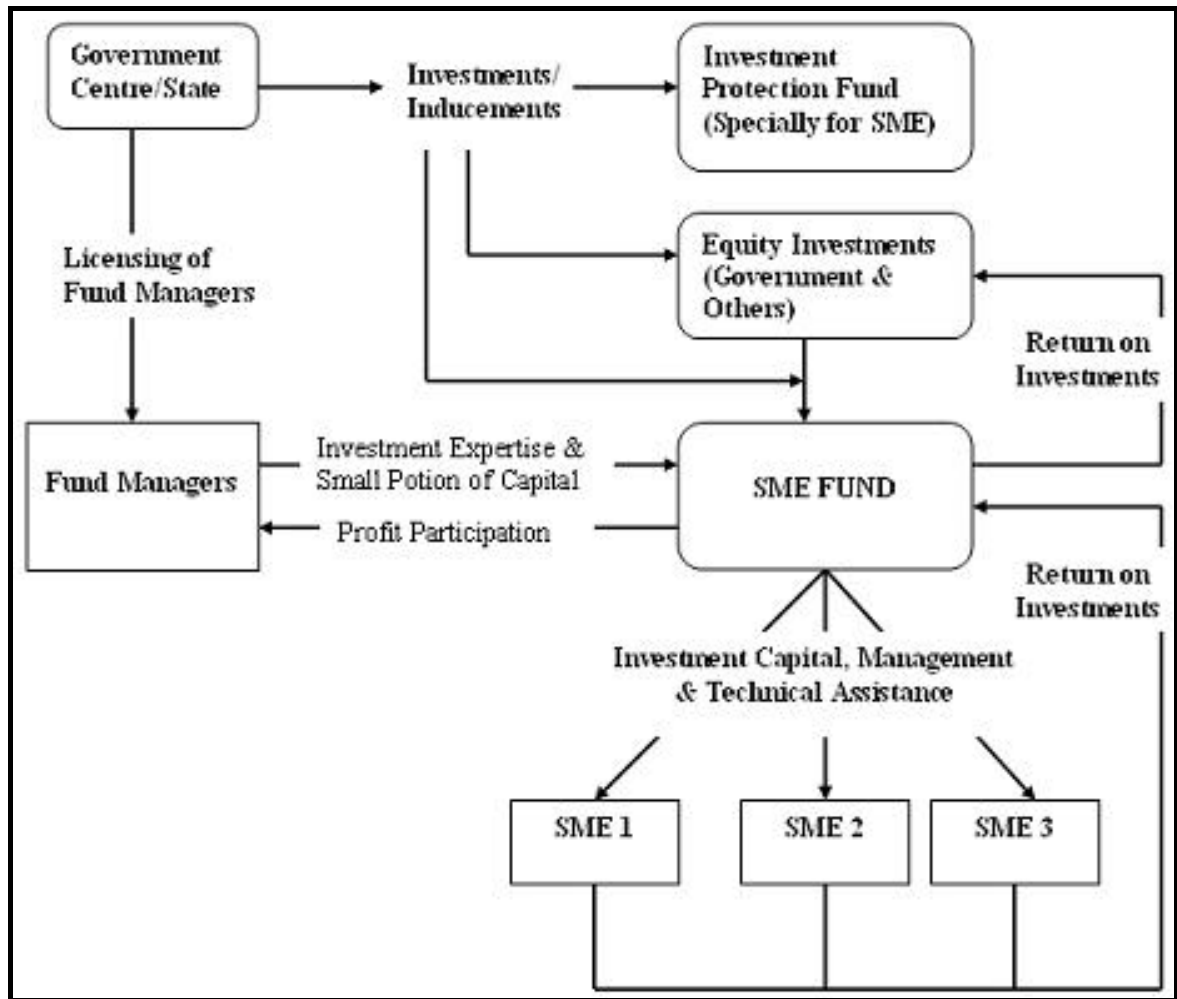 Government
Centre/State
Investments/
Inducements
Investment
Protection Fund
(Specially for SME)
Licensing of
Fund Managers
Equity Investments
(Government &
Others)
Return on
Investments
Fund Managers
Investment Expertise &
Small Potion of Capital
Profit Participation
SME FUND
Return on
Investments
Investment Capital, Management
& Technical Assistance
SME 1
SME 2
SME 3